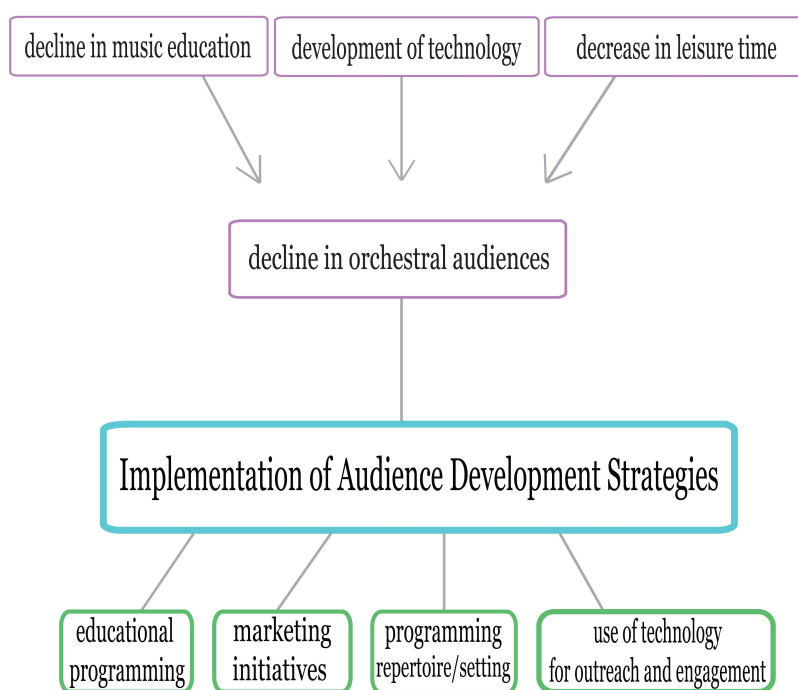 decline in music education
development of technology
decrease in leisure time
decline in orchestral audiences
Implementation of Audience Development Strategies
educational
programming
marketing
initiatives
programming
repertoire/setting
use of technology
for outreach and engagement